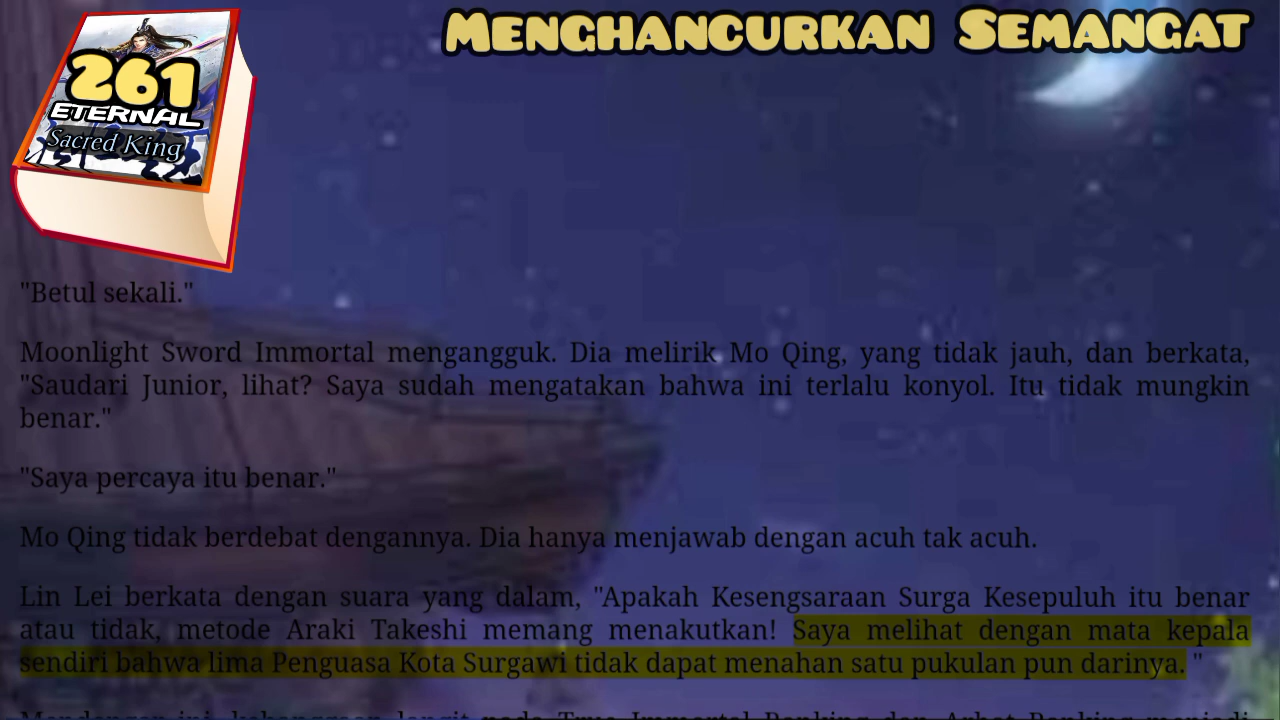 Menghancurkan Semangat
261
ETERNAL
Sacred King
"Betul sekali."
Moonlight Sword Immortal mengangguk. Dia melirik Mo Qing, yang tidak jauh, dan berkata,
"Saudari Junior, lihat? Saya sudah mengatakan bahwa ini terlalu konyol. Itu tidak mungkin
benar."
"Saya percaya itu benar."
Mo Qing tidak berdebat dengannya. Dia hanya menjawab dengan acuh tak acuh.
Lin Lei berkata dengan suara yang dalam, "Apakah Kesengsaraan Surga Kesepuluh itu benar
atau tidak, metode Araki Takeshi memang menakutkan! Saya melihat dengan mata kepala
sendiri bahwa lima Penguasa Kota Surgawi tidak dapat menahan satu pukulan pun darinya. "